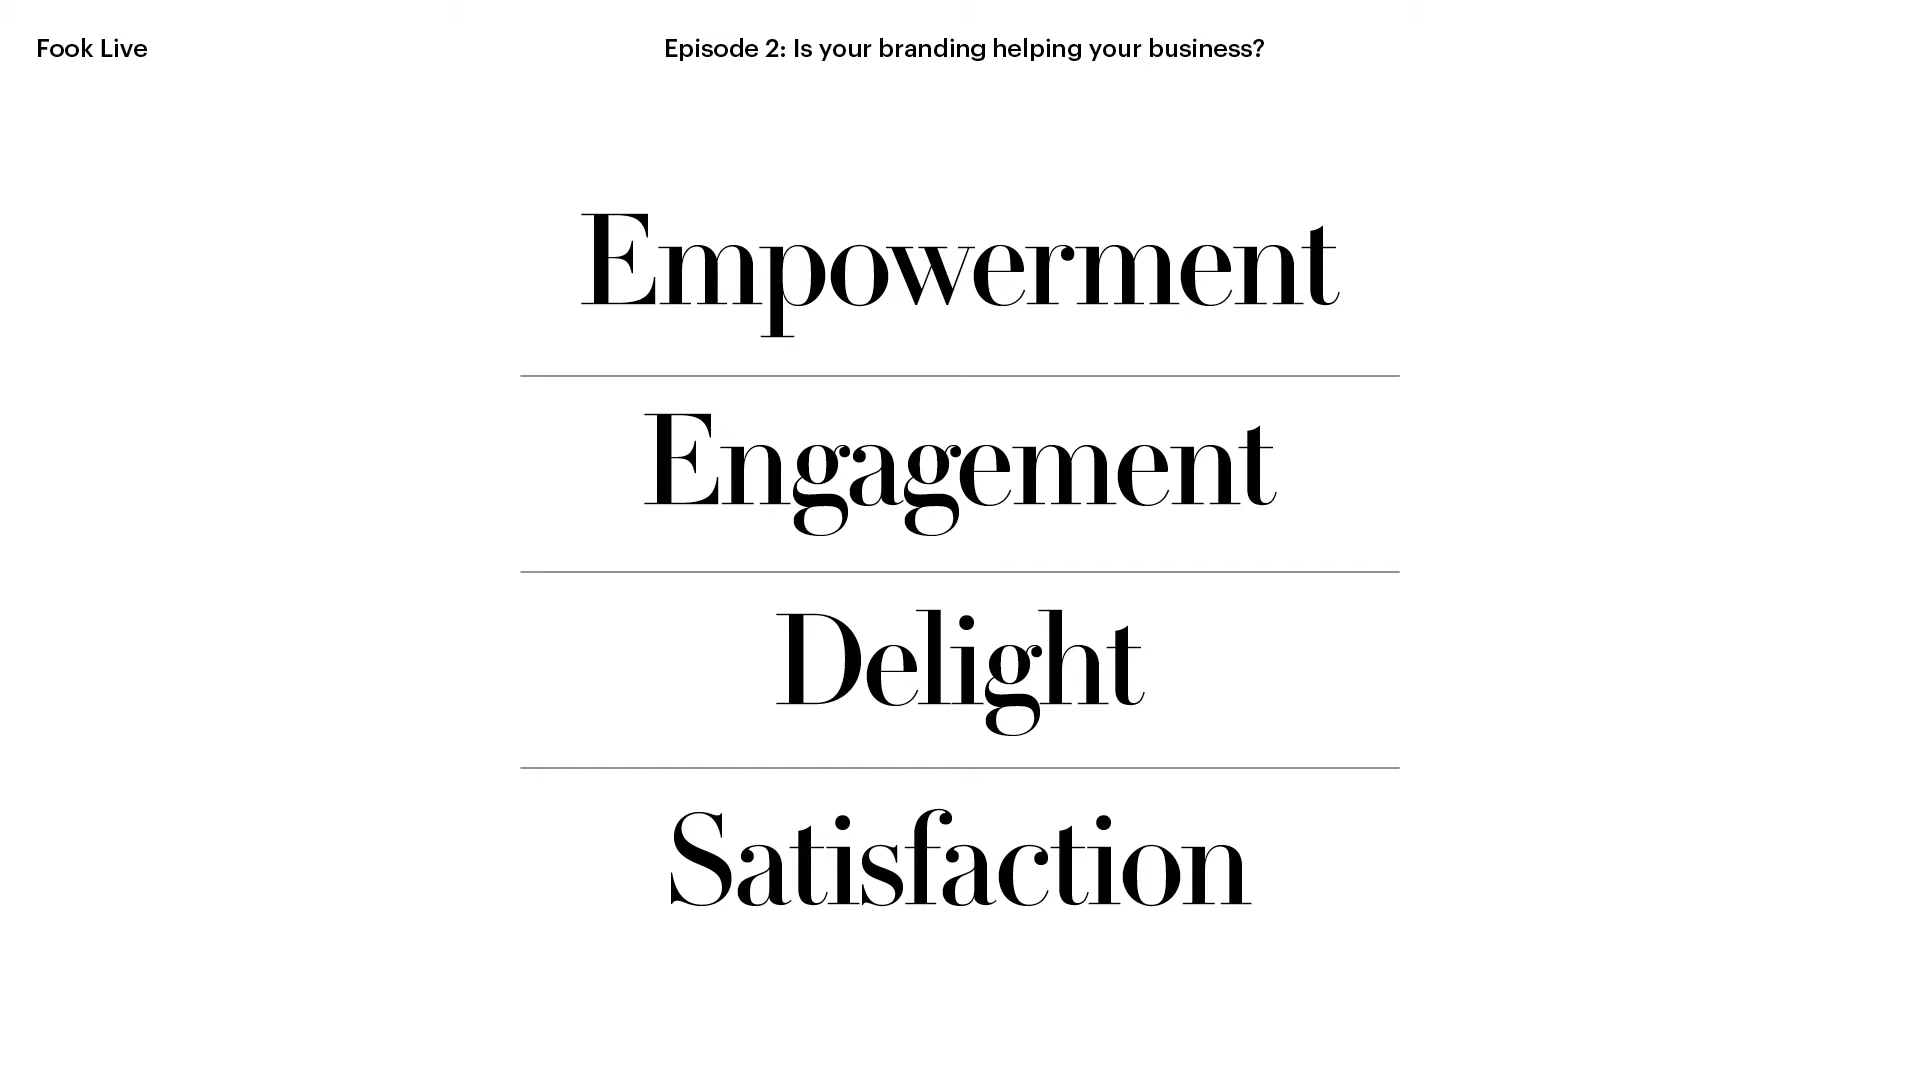 Fook Live
Episode 2: Is your branding helping your business?
Empowerment
Engagement
Delight
Satisfaction